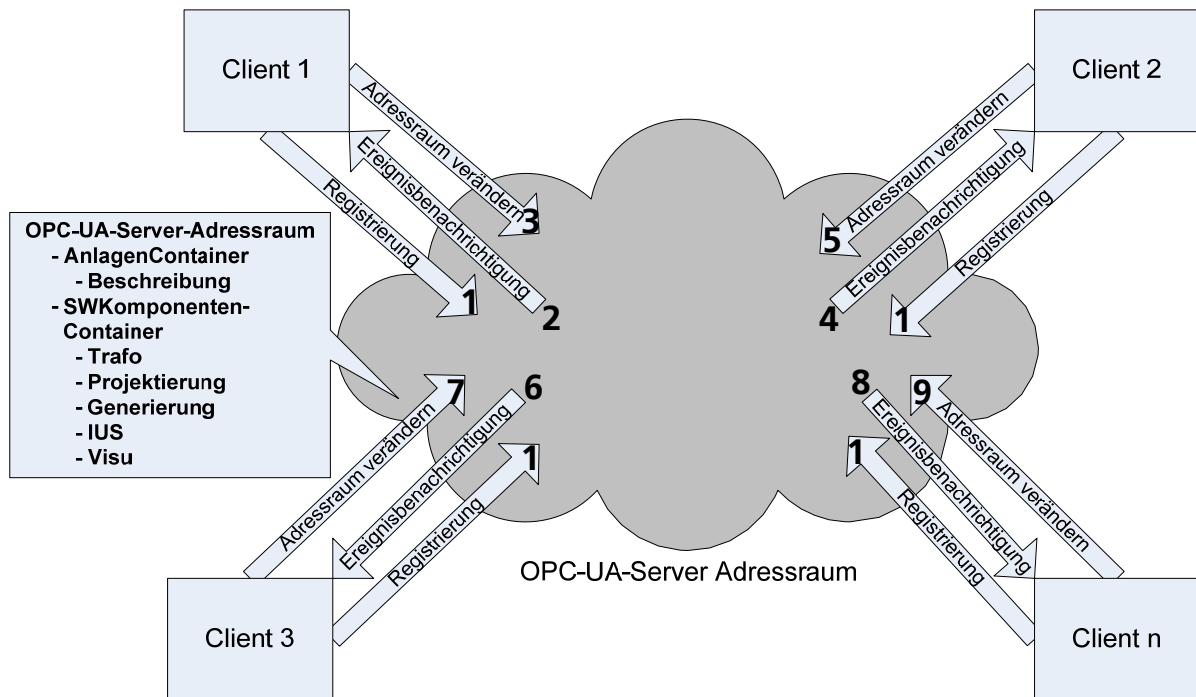 Client 1
Client 2
Adressraum verändern
Ereignisbenachrichtigung
Registrierung
3
1
2
Adressraum verändern
Ereignisbenachrichtigung
Registrierung
5
4
1
OPC-UA-Server-Adressraum
- AnlagenContainer
- Beschreibung
- SWKomponenten-
Container
- Trafo
- Projektierung
- Generierung
- IUS
- Visu
7
6
1
Adressraum verändern
Ereignisbenachrichtigung
Registrierung
8
9
1
Adressraum verändern
Ereignisbenachrichtigung
Registrierung
OPC-UA-Server Adressraum
Client 3
Client n